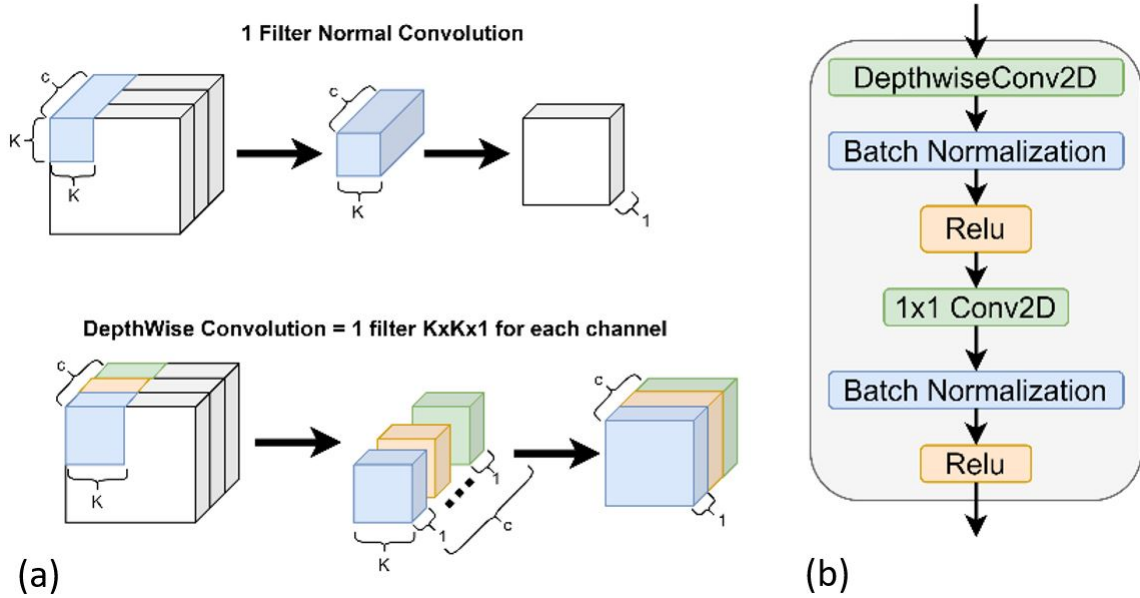 1 Filter Normal Convolution
c
K
K
c
K
1
DepthWise Convolution = 1 filter KxKx1 for each channel
c
K
K
1
1
c
c
1
(a)
DepthwiseConv2D
Batch Normalization
Relu
1x1 Conv2D
Batch Normalization
Relu
(b)